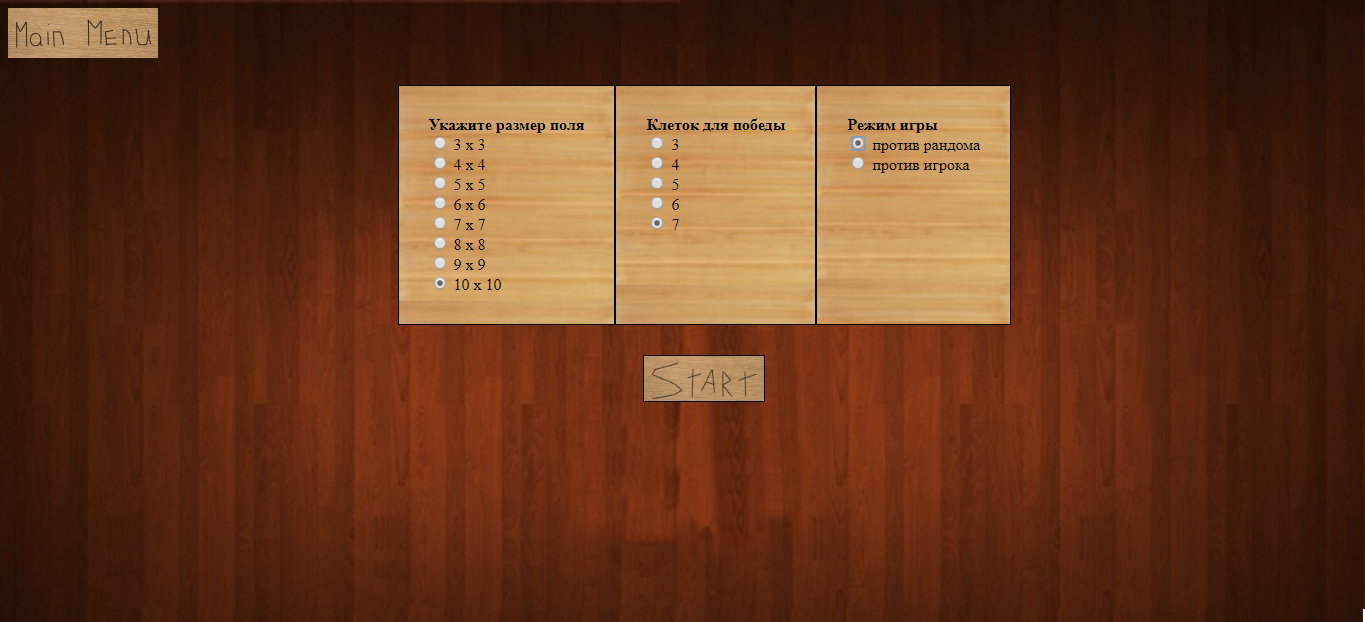 Main Menu
Укажите размер поля
3 x 3
4 x 4
5 x 5
6 x 6
7 x 7
8 x 8
9 x 9
10 x 10
Клеток для победы
3
4
5
6
7
Режим игры
против рандома
против игрока
START